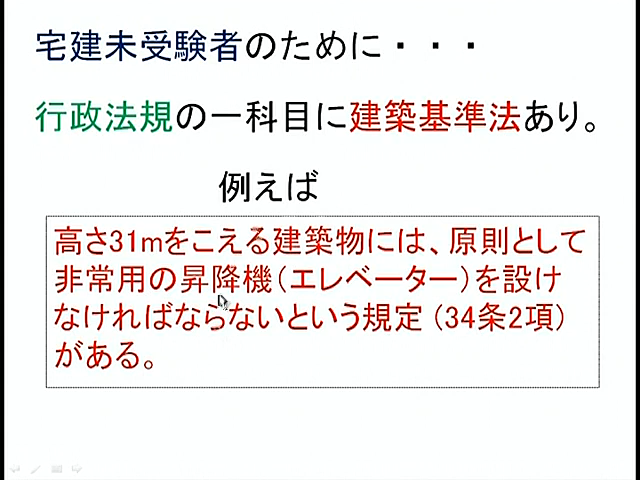 宅建未受験者のために・・・
行政法規の一科目に建築基準法あり。
例えば
高さ31mをこえる建築物には、原則として
非常用の昇降機（エレベーター）を設け
なければならないという規定（34条2項）
がある。